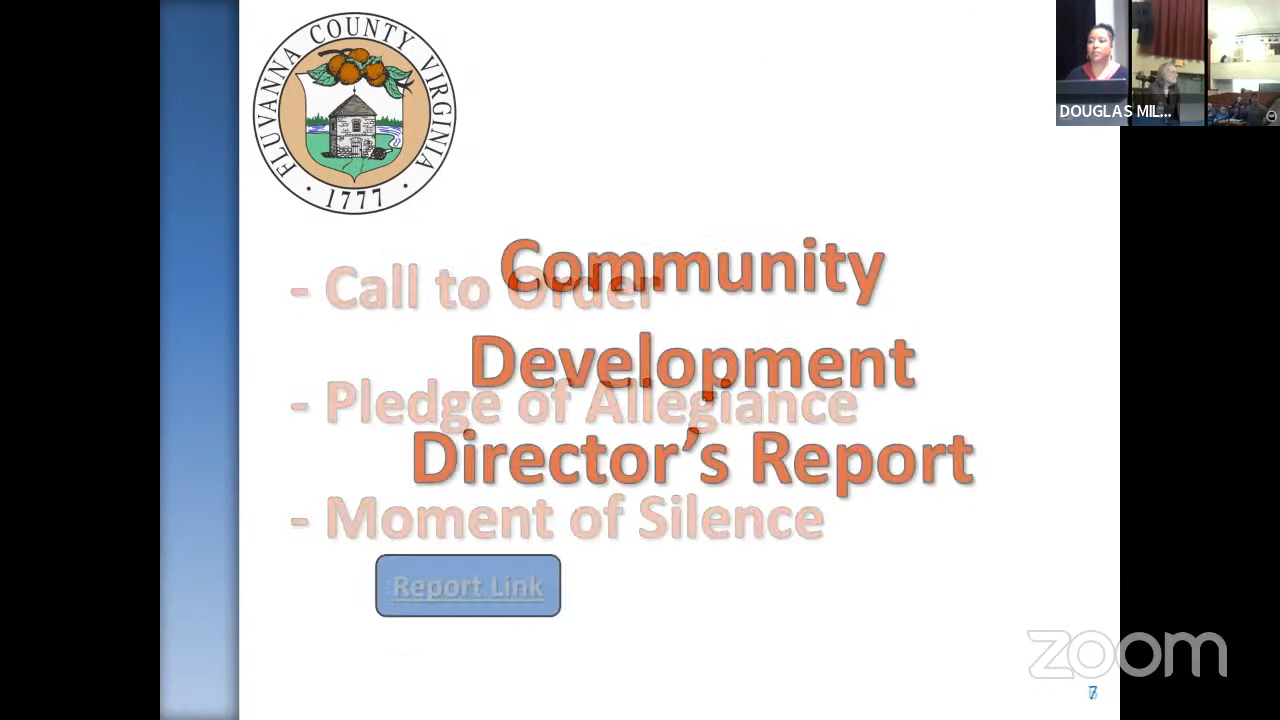 FLUVANNA COUNTY VIRGINIA
· 1777 ·
DOUGLAS MIL...
Community
- Call to Order
Development
- Pledge of Allegiance
Director’s Report
- Moment of Silence
Report Link
zoom